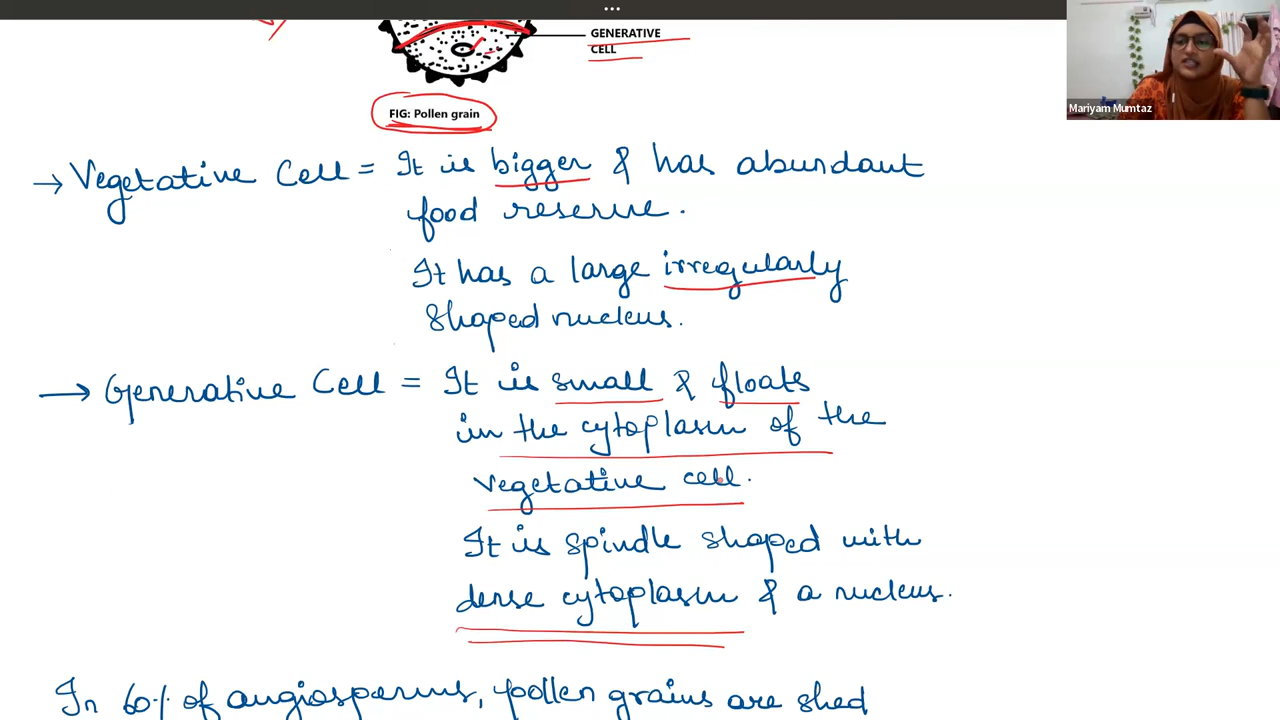 GENERATIVE
CELL
Mariyam Mumtaz
FIG: Pollen grain
→ Vegetative Cell = It is bigger & has abundant
food reserve.
It has a large irregularly
shaped nucleus.
→ Generative Cell = It is small & floats
in the cytoplasm of the
vegetative cell.
It is spindle shaped with
dense cytoplasm & a nucleus.
In 60% of angiosperms, pollen grains are shed